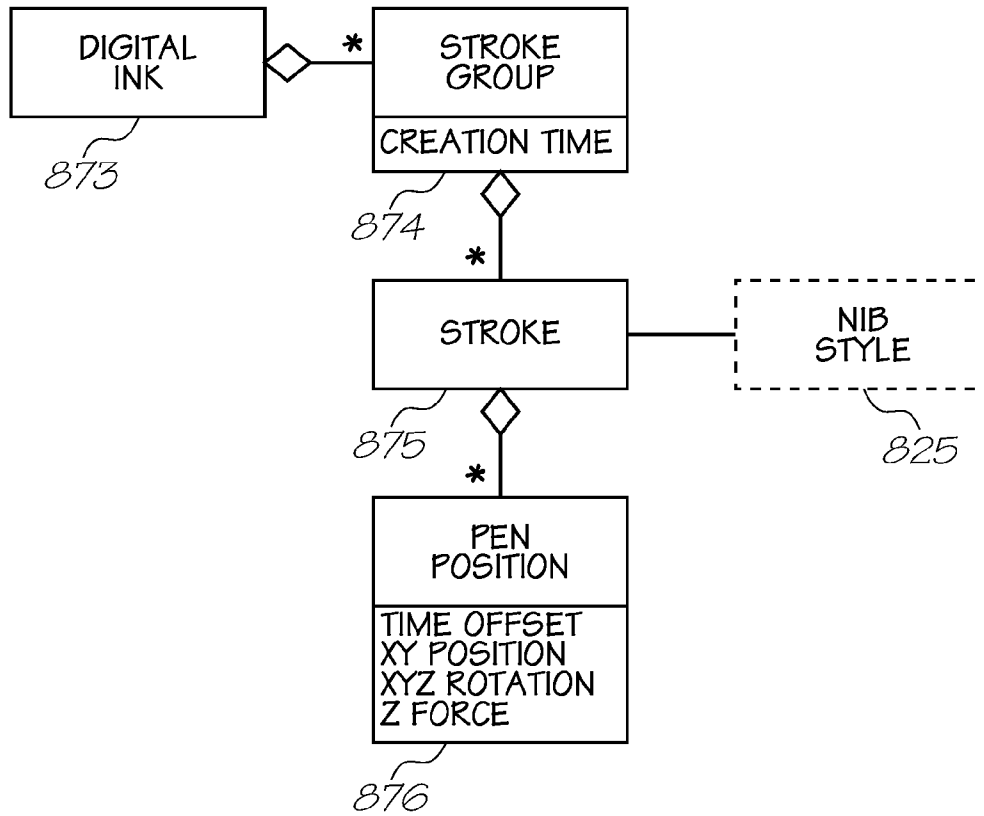 DIGITAL
INK
*
STROKE
GROUP
CREATION TIME
873
874
*
STROKE
NIB
STYLE
875
825
*
PEN
POSITION
TIME OFFSET
XY POSITION
XYZ ROTATION
Z FORCE
876